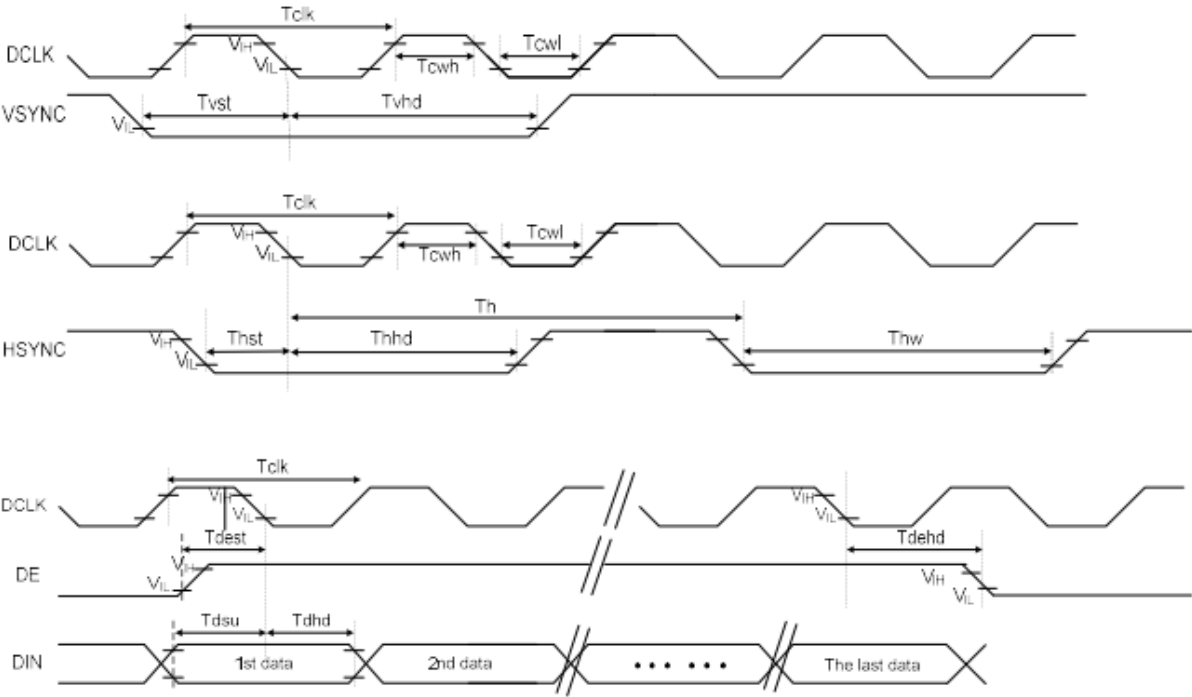 Tclk
DCLK
VIH
VIL
Tcwh
Tcwl
VSYNC
VIL
Tvst
Tvhd
Tclk
DCLK
VIH
VIL
Tcwh
Tcwl
Th
HSYNC
VIH
VIL
Thst
Thhd
Thw
Tclk
DCLK
VIH
VIL
VIH
VIL
Tdest
Tdehd
DE
VIH
VIL
VIH
VIL
Tdsu
Tdhd
DIN
1st data
2nd data
•••  •••
The last data